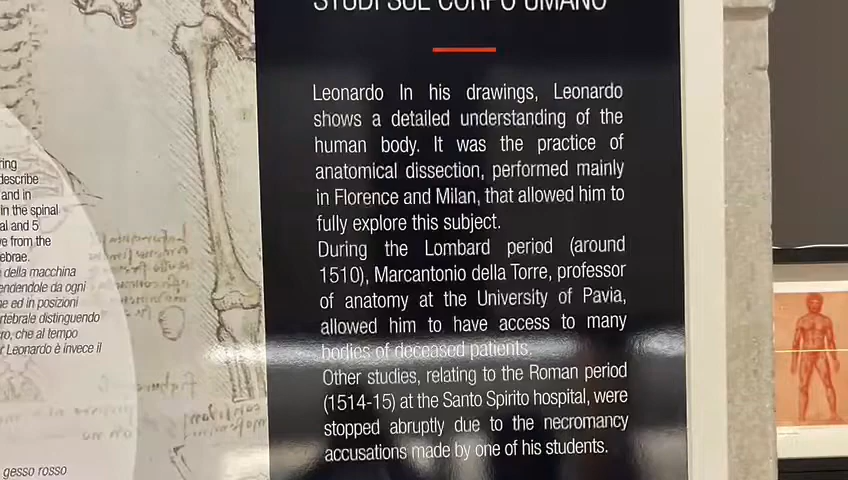 STUDI SUL CORPO UMANO
Leonardo In his drawings, Leonardo
shows a detailed understanding of the
human body. It was the practice of
anatomical dissection, performed mainly
in Florence and Milan, that allowed him to
fully explore this subject.
During the Lombard period (around
1510), Marcantonio della Torre, professor
of anatomy at the University of Pavia,
allowed him to have access to many
bodies of deceased patients.
Other studies, relating to the Roman period
(1514-15) at the Santo Spirito hospital, were
stopped abruptly due to the necromancy
accusations made by one of his students.
ring
describe
and in
in the spinal
al and 5
e from the
ebrae.
della macchina
endendole da ogni
ne ed in posizioni
rtebrale distinguendo
ro, che al tempo
r Leonardo è invece il
gesso rosso